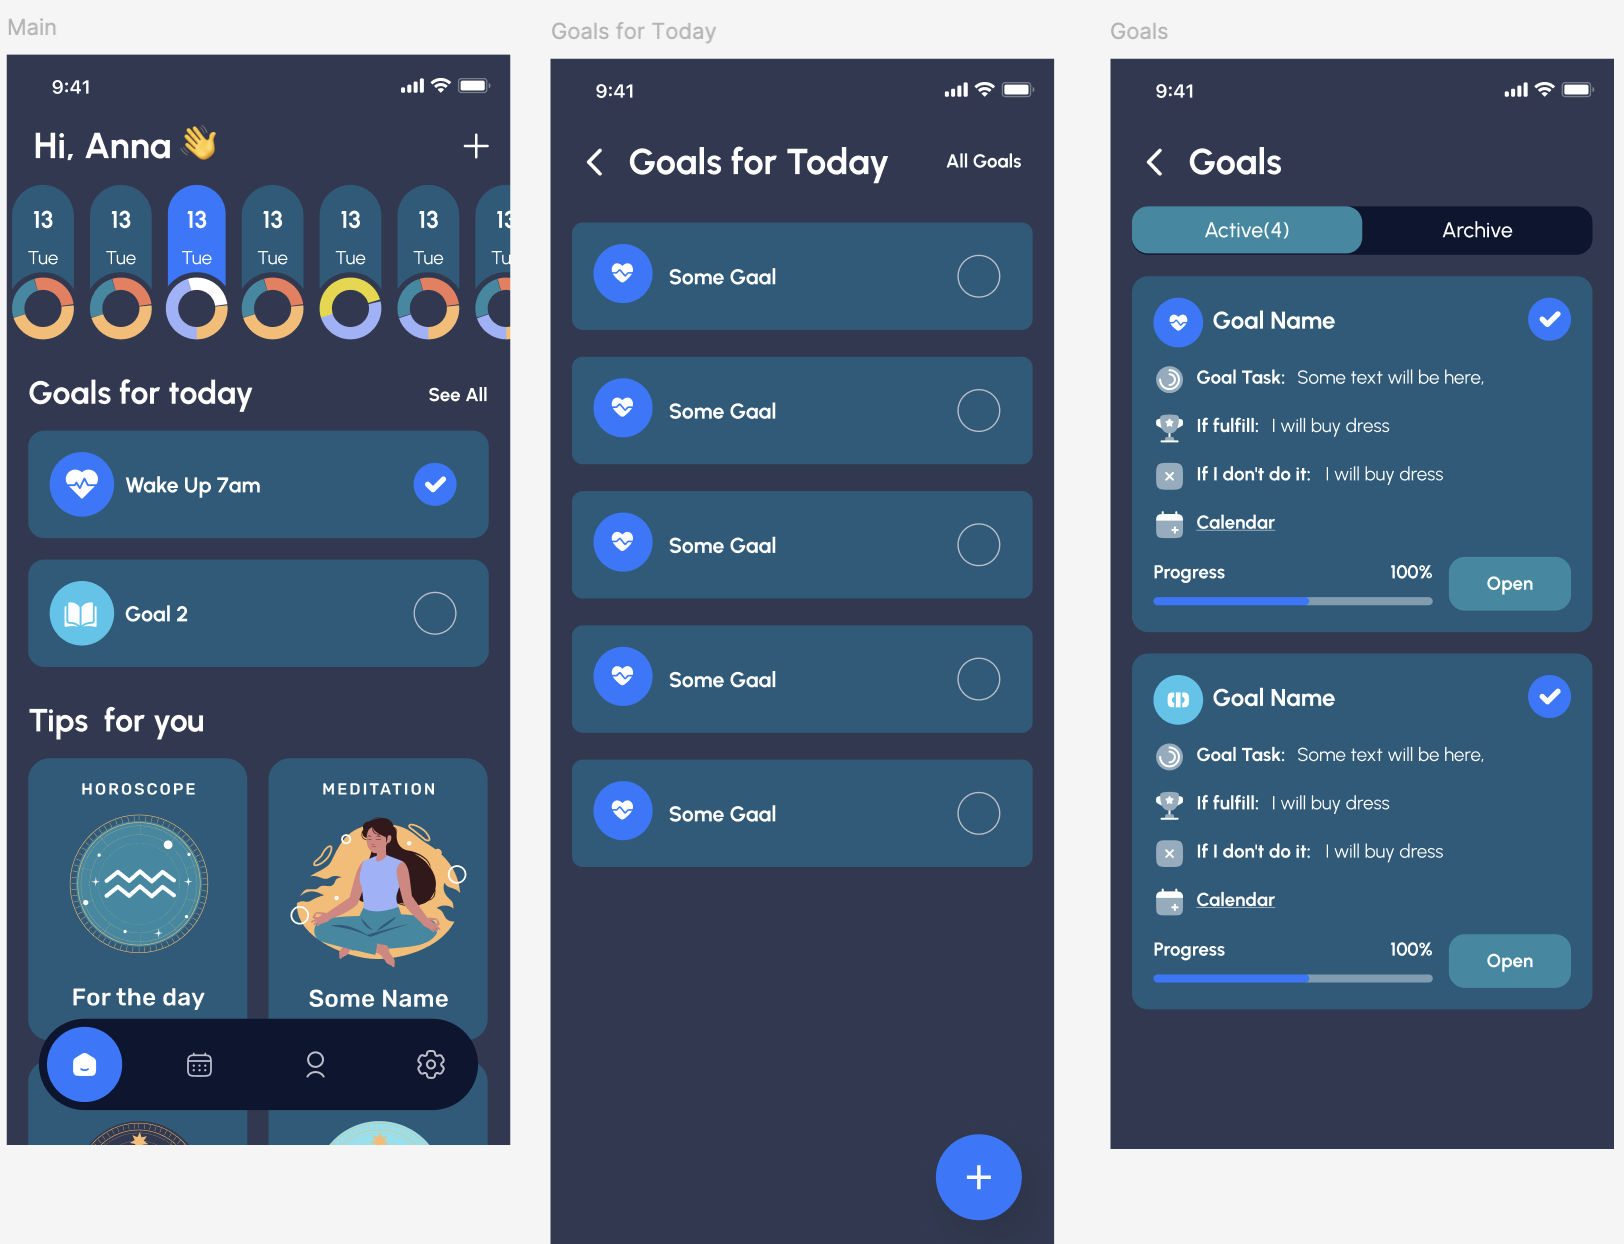 Main
9:41
Hi, Anna 👋
13 13 13 13 13 13 13
Tue Tue Tue Tue Tue Tue Tu
Goals for today
See All
Wake Up 7am
Goal 2
Tips for you
HOROSCOPE
For the day
MEDITATION
Some Name
Goals for Today
9:41
Goals for Today
All Goals
Some Gaal
Some Gaal
Some Gaal
Some Gaal
Some Gaal
Goals
9:41
Goals
Active(4)
Archive
Goal Name
Goal Task: Some text will be here,
If fulfill: I will buy dress
If I don't do it: I will buy dress
Calendar
Progress 100%
Open
Goal Name
Goal Task: Some text will be here,
If fulfill: I will buy dress
If I don't do it: I will buy dress
Calendar
Progress 100%
Open